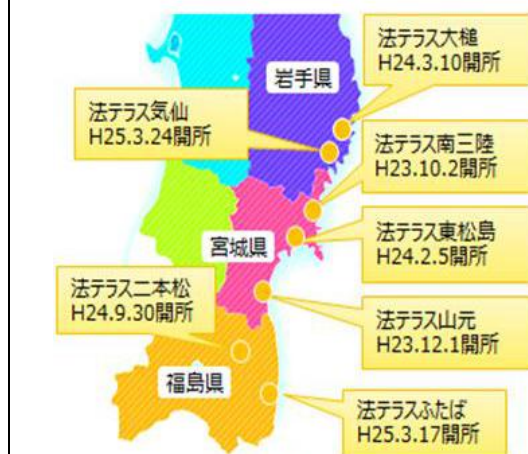 法テラス大槌
H24.3.10開所
岩手県
法テラス気仙
H25.3.24開所
法テラス南三陸
H23.10.2開所
宮城県
法テラス東松島
H24.2.5開所
法テラス二本松
H24.9.30開所
法テラス山元
H23.12.1開所
福島県
法テラスふたば
H25.3.17開所